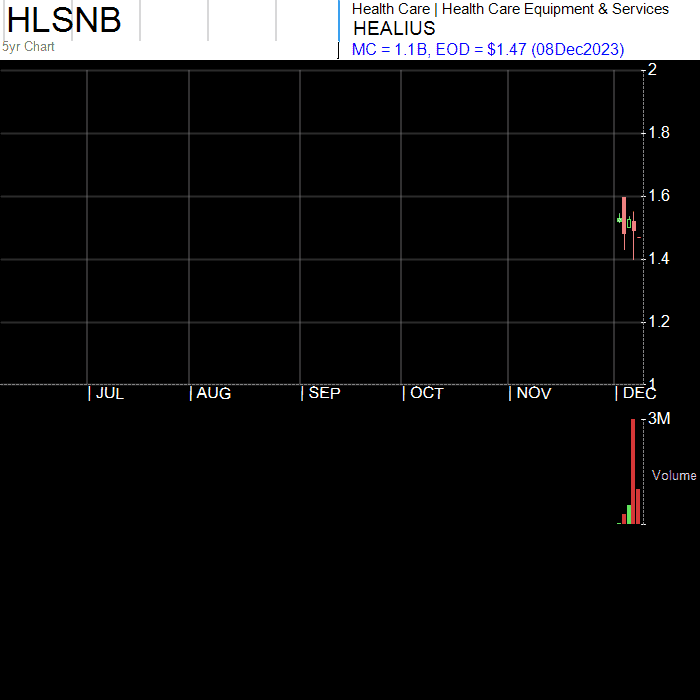 HLSNB
5yr Chart
Health Care | Health Care Equipment & Services
HEALIUS
MC = 1.1B, EOD = $1.47 (08Dec2023)
2
1.8
1.6
1.4
1.2
1
| JUL | AUG | SEP | OCT | NOV | DEC
3M
Volume